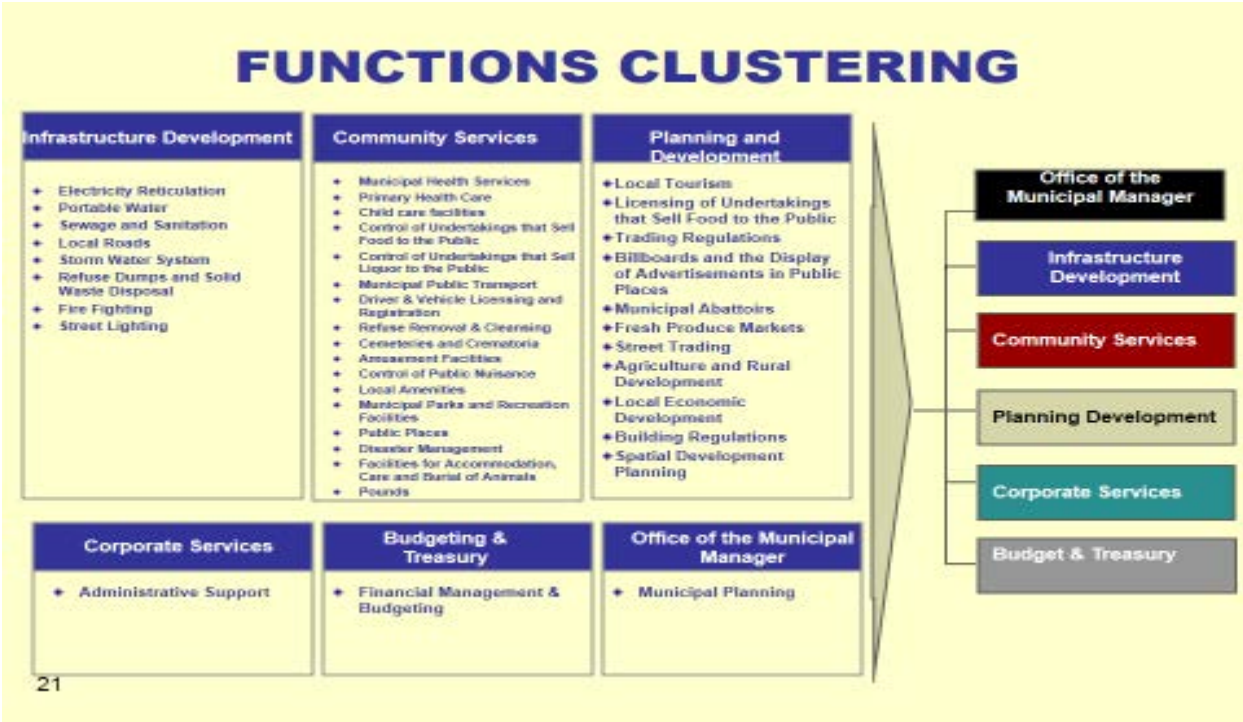 FUNCTIONS CLUSTERING
Infrastructure Development
Electricity Reticulation
Portable Water
Sewage and Sanitation
Local Roads
Storm Water System
Refuse Dumps and Solid
Waste Disposal
Fire Fighting
Street Lighting
Community Services
Municipal Health Services
Primary Health Care
Child care facilities
Control of Undertakings that Sell
Food to the Public
Control of Undertakings that Sell
Liquor to the Public
Municipal Public Transport
Driver & Vehicle Licensing and
Registration
Refuse Removal & Cleansing
Cemeteries and Crematoria
Amusement Facilities
Control of Public Nuisance
Local Amenities
Municipal Parks and Recreation
Facilities
Public Places
Disaster Management
Facilities for Accommodation,
Care and Burial of Animals
Pounds
Planning and
Development
Local Tourism
Licensing of Undertakings
that Sell Food to the Public
Trading Regulations
Billboards and the Display
of Advertisements in Public
Places
Municipal Abattoirs
Fresh Produce Markets
Street Trading
Agriculture and Rural
Development
Local Economic
Development
Building Regulations
Spatial Development
Planning
Corporate Services
Administrative Support
Budgeting &
Treasury
Financial Management &
Budgeting
Office of the Municipal
Manager
Municipal Planning
Office of the
Municipal Manager
Infrastructure
Development
Community Services
Planning Development
Corporate Services
Budget & Treasury
21